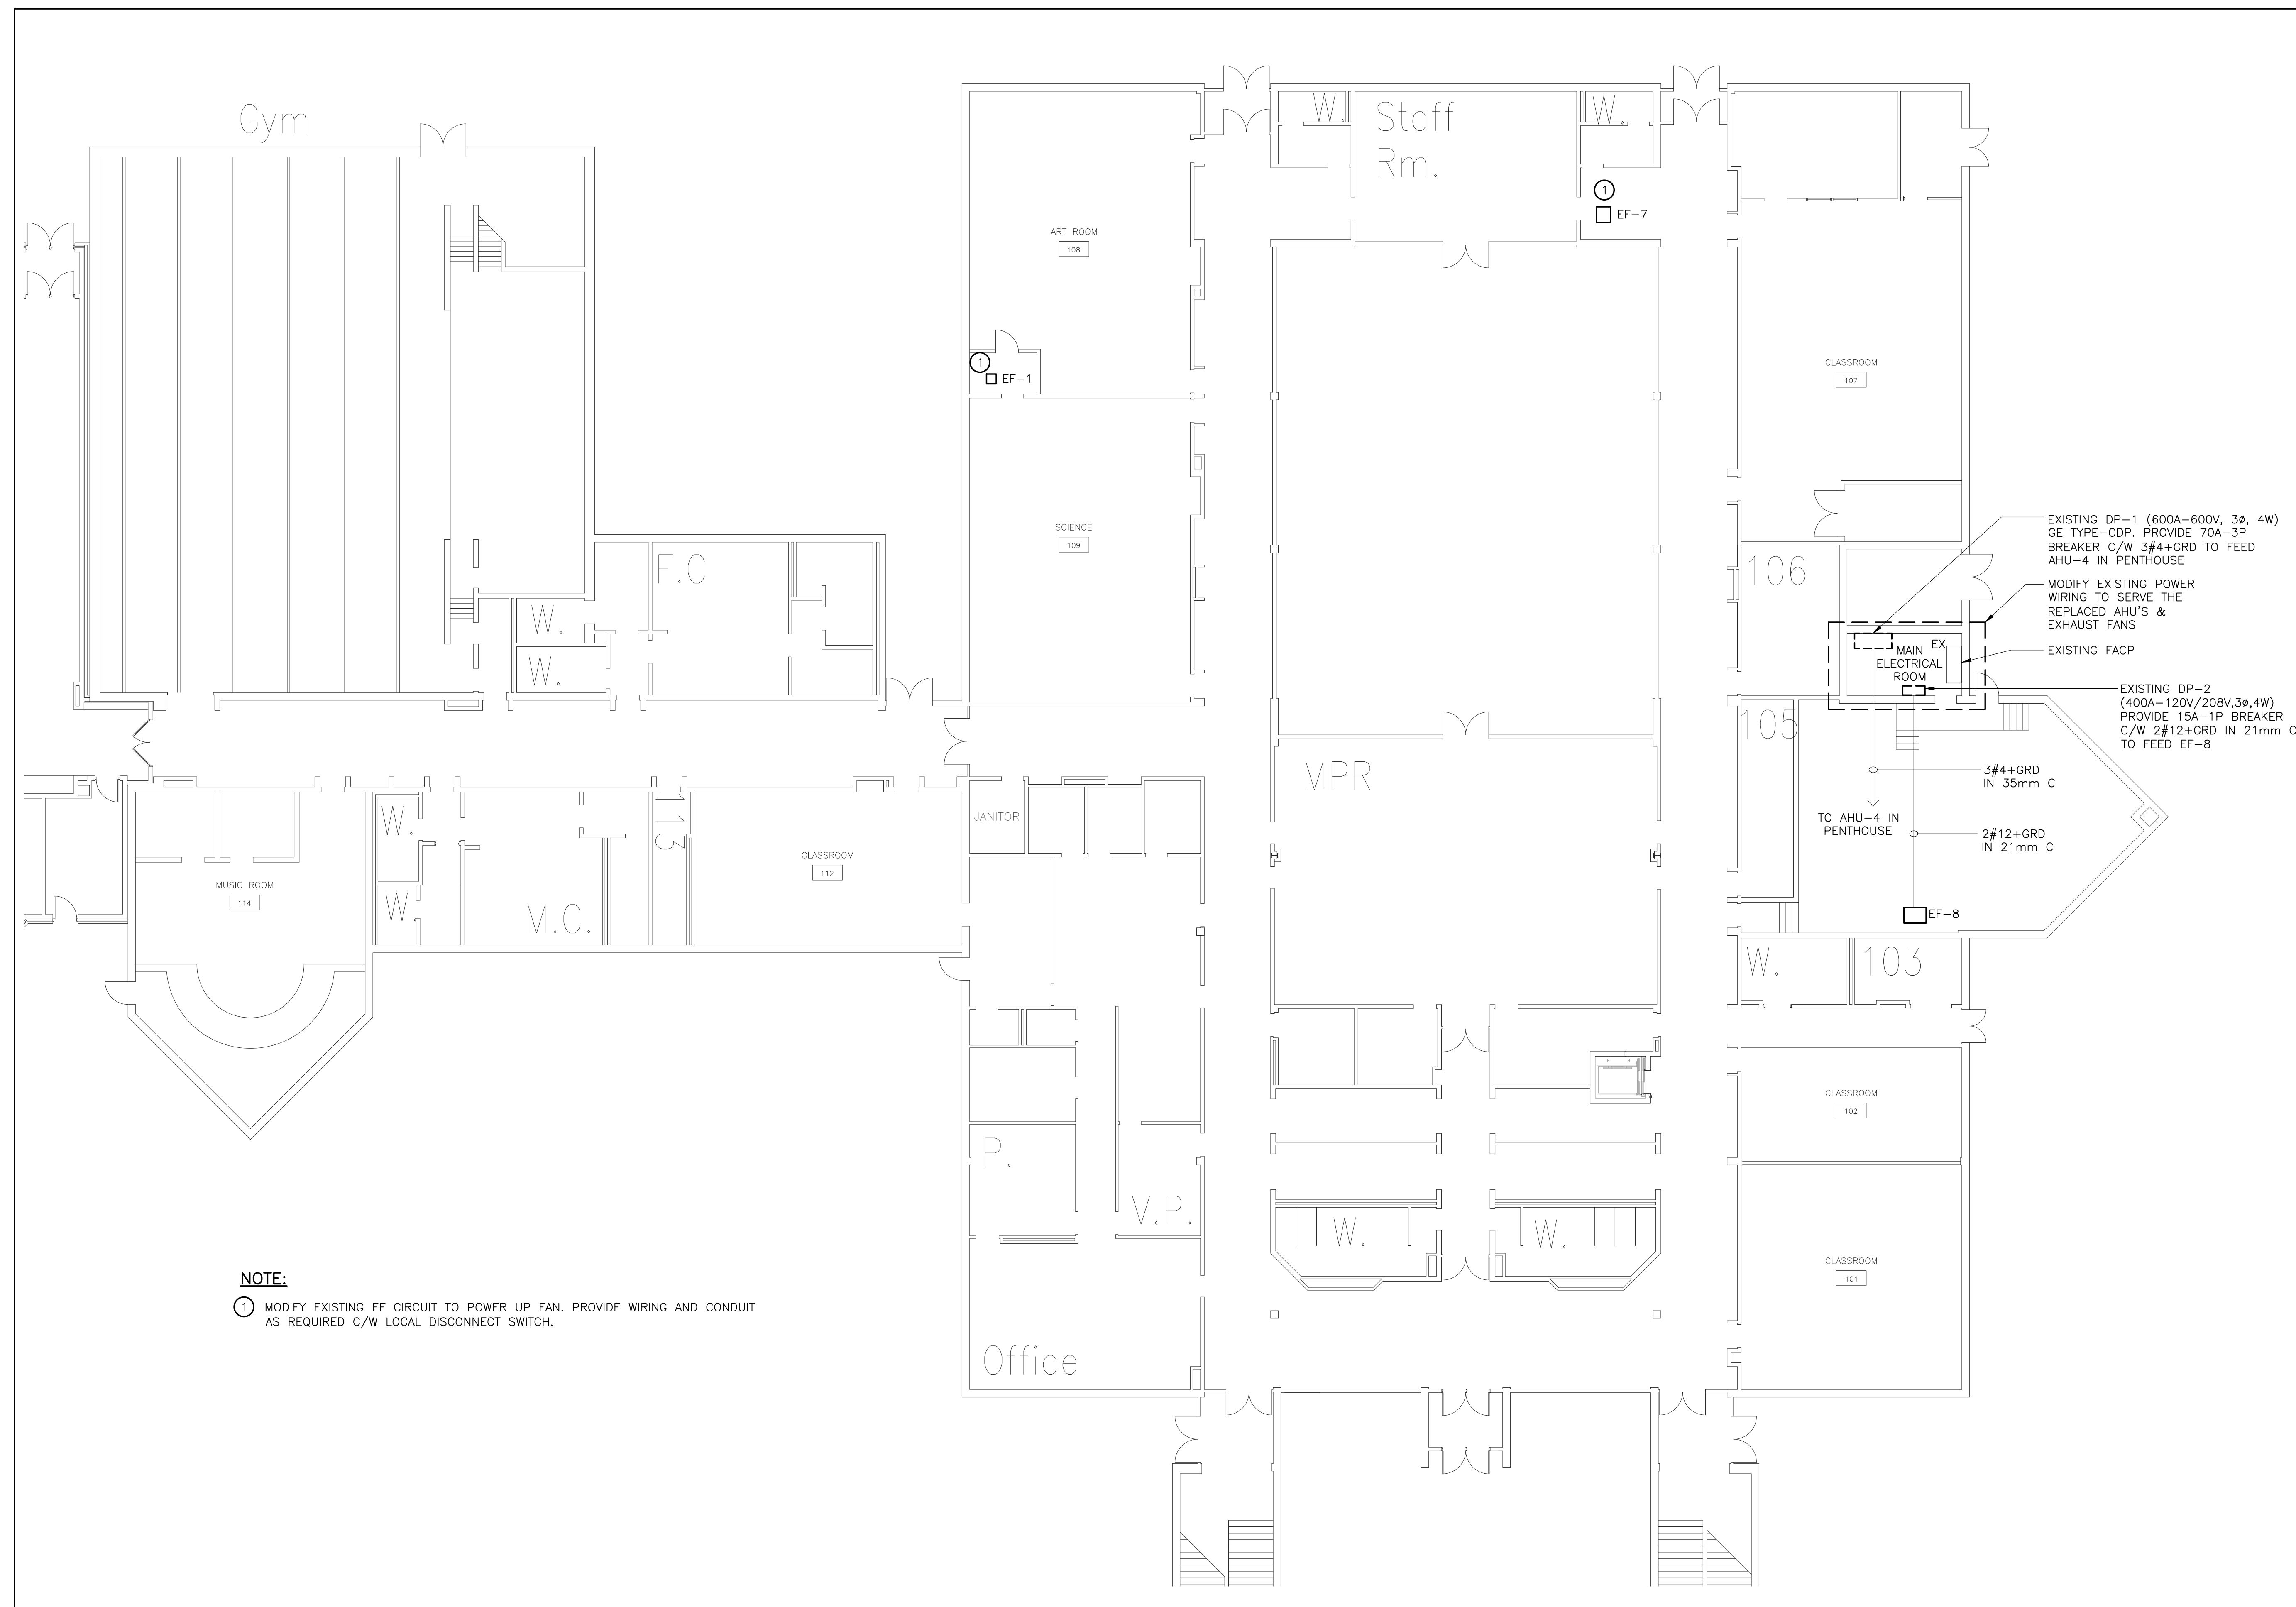 Gym
W.
Staff
Rm.
W.
1
EF-7
ART ROOM
108
1
EF-1
CLASSROOM
107
SCIENCE
109
EXISTING DP-1 (600A-600V, 3ø, 4W)
GE TYPE-CDP. PROVIDE 70A-3P
BREAKER C/W 3#4+GRD TO FEED
AHU-4 IN PENTHOUSE
MODIFY EXISTING POWER
WIRING TO SERVE THE
REPLACED AHU'S &
EXHAUST FANS
EXISTING FACP
EXISTING DP-2
(400A-120V/208V,3ø,4W)
PROVIDE 15A-1P BREAKER
C/W 2#12+GRD IN 21mm C
TO FEED EF-8
F.C
W.
W.
106
EX
MAIN
ELECTRICAL
ROOM
105
3#4+GRD
IN 35mm C
TO AHU-4 IN
PENTHOUSE
2#12+GRD
IN 21mm C
EF-8
MPR
JANITOR
W.
W.
M.C.
113
CLASSROOM
112
MUSIC ROOM
114
W.
103
CLASSROOM
102
P.
V.P.
W.
W.
CLASSROOM
101
Office
NOTE:
1 MODIFY EXISTING EF CIRCUIT TO POWER UP FAN. PROVIDE WIRING AND CONDUIT
AS REQUIRED C/W LOCAL DISCONNECT SWITCH.